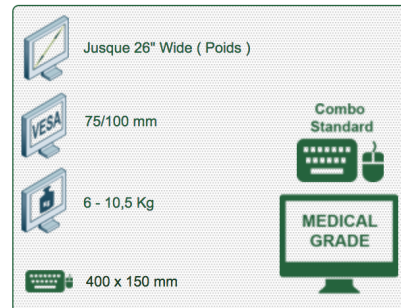 Jusque 26" Wide ( Poids )
VESA
75/100 mm
Combo
Standard
6 - 10,5 Kg
MEDICAL
GRADE
400 x 150 mm